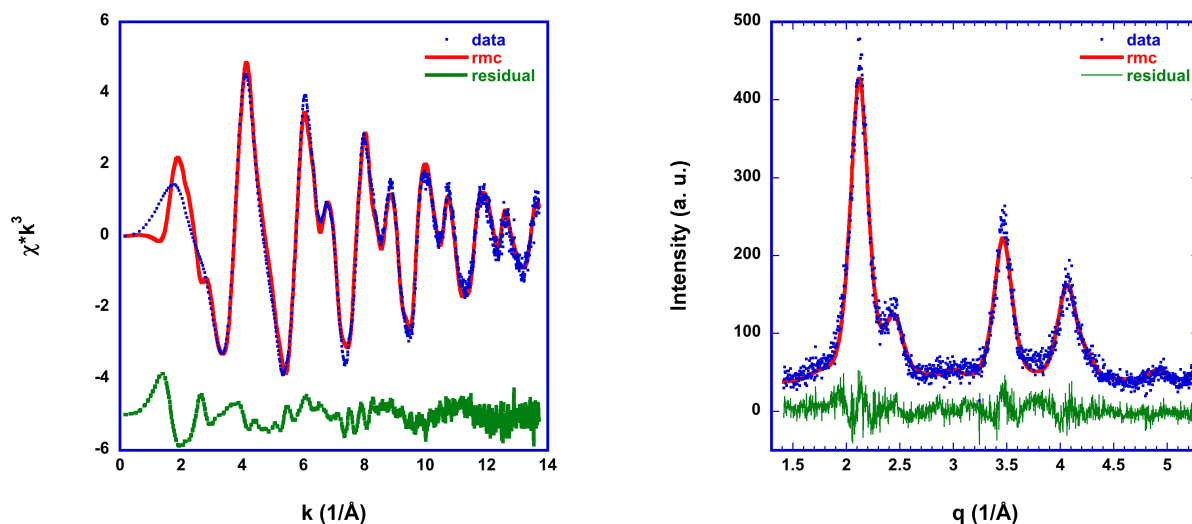 6
4
2
0
-2
-4
-6
χ*k³
data
rmc
residual
0 2 4 6 8 10 12 14
k (1/Å)
500
400
300
200
100
0
Intensity (a. u.)
data
rmc
residual
1.5 2 2.5 3 3.5 4 4.5 5
q (1/Å)